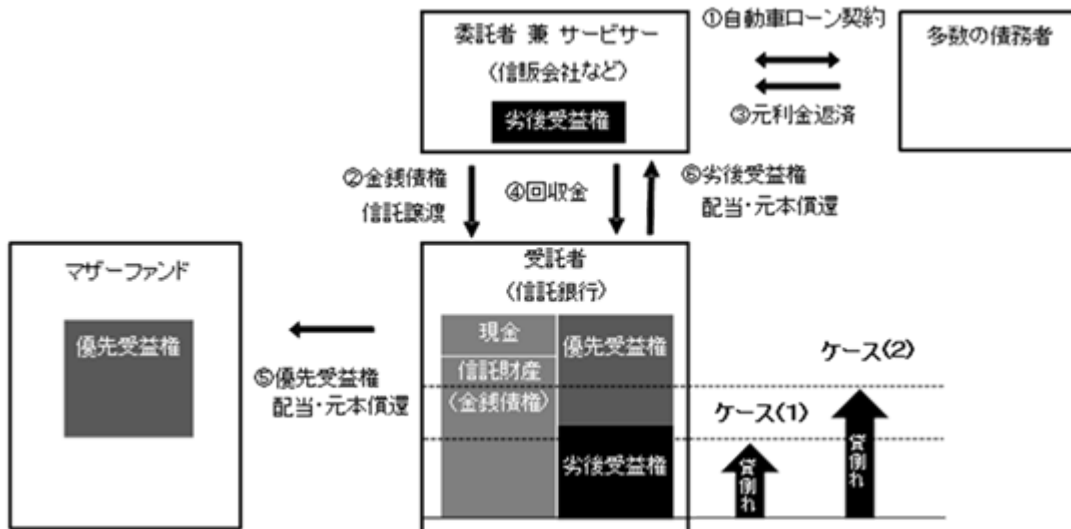 委託者 兼 サービサー
(信販会社など)
劣後受益権
①自動車ローン契約
③元利金返済
多数の債務者
②金銭債権
信託譲渡
④回収金
⑥劣後受益権
配当・元本償還
マザーファンド
優先受益権
⑤優先受益権
配当・元本償還
受託者
(信託銀行)
現金
信託財産
(金銭債権)
優先受益権
劣後受益権
ケース(1)
貸倒れ
ケース(2)
貸倒れ